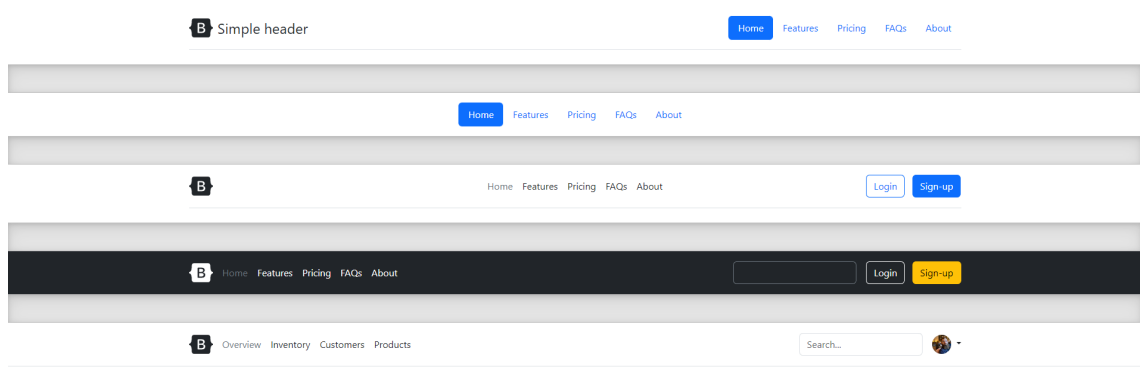 B Simple header Home Features Pricing FAQs About
Home Features Pricing FAQs About
B Home Features Pricing FAQs About Login Sign-up
B Home Features Pricing FAQs About Login Sign-up
B Overview Inventory Customers Products Search...